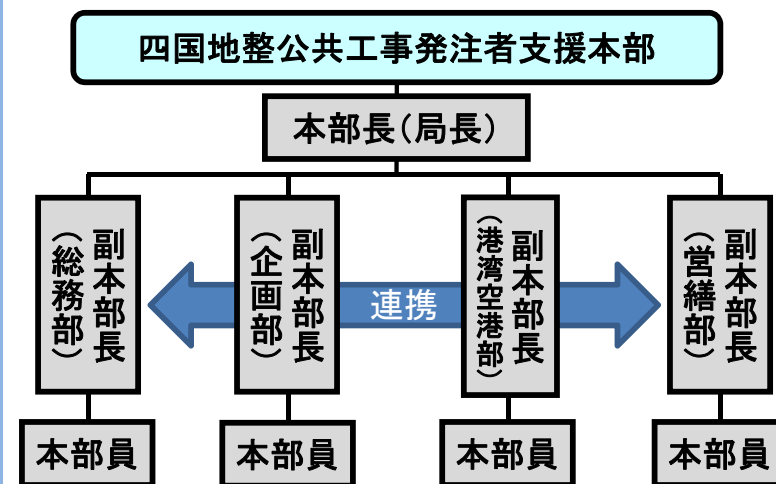 四国地整公共工事発注者支援本部
本部長(局長)
副本部長
(総務部)
副本部長
(企画部)
副本部長
(港湾空港部)
副本部長
(営繕部)
連携
本部員
本部員
本部員
本部員